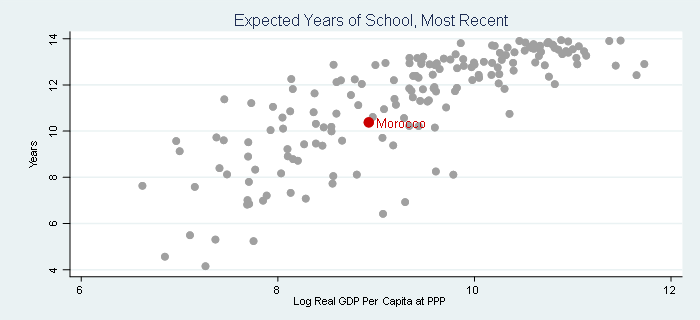 Expected Years of School, Most Recent
14
12
10
8
6
4
Years
Morocco
6
8
10
12
Log Real GDP Per Capita at PPP